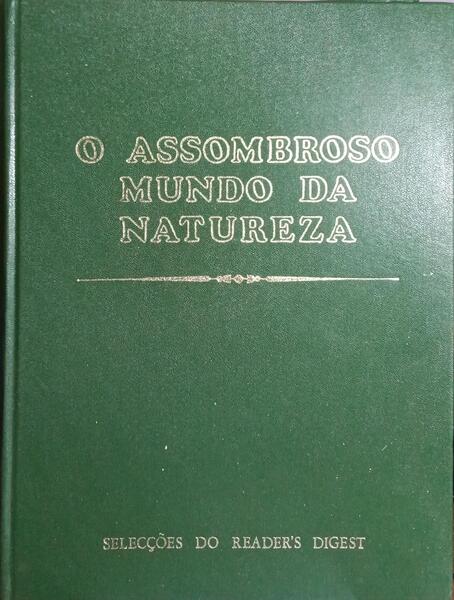 O ASSOMBROSO
MUNDO DA
NATUREZA
SELECÇÕES DO READER'S DIGEST